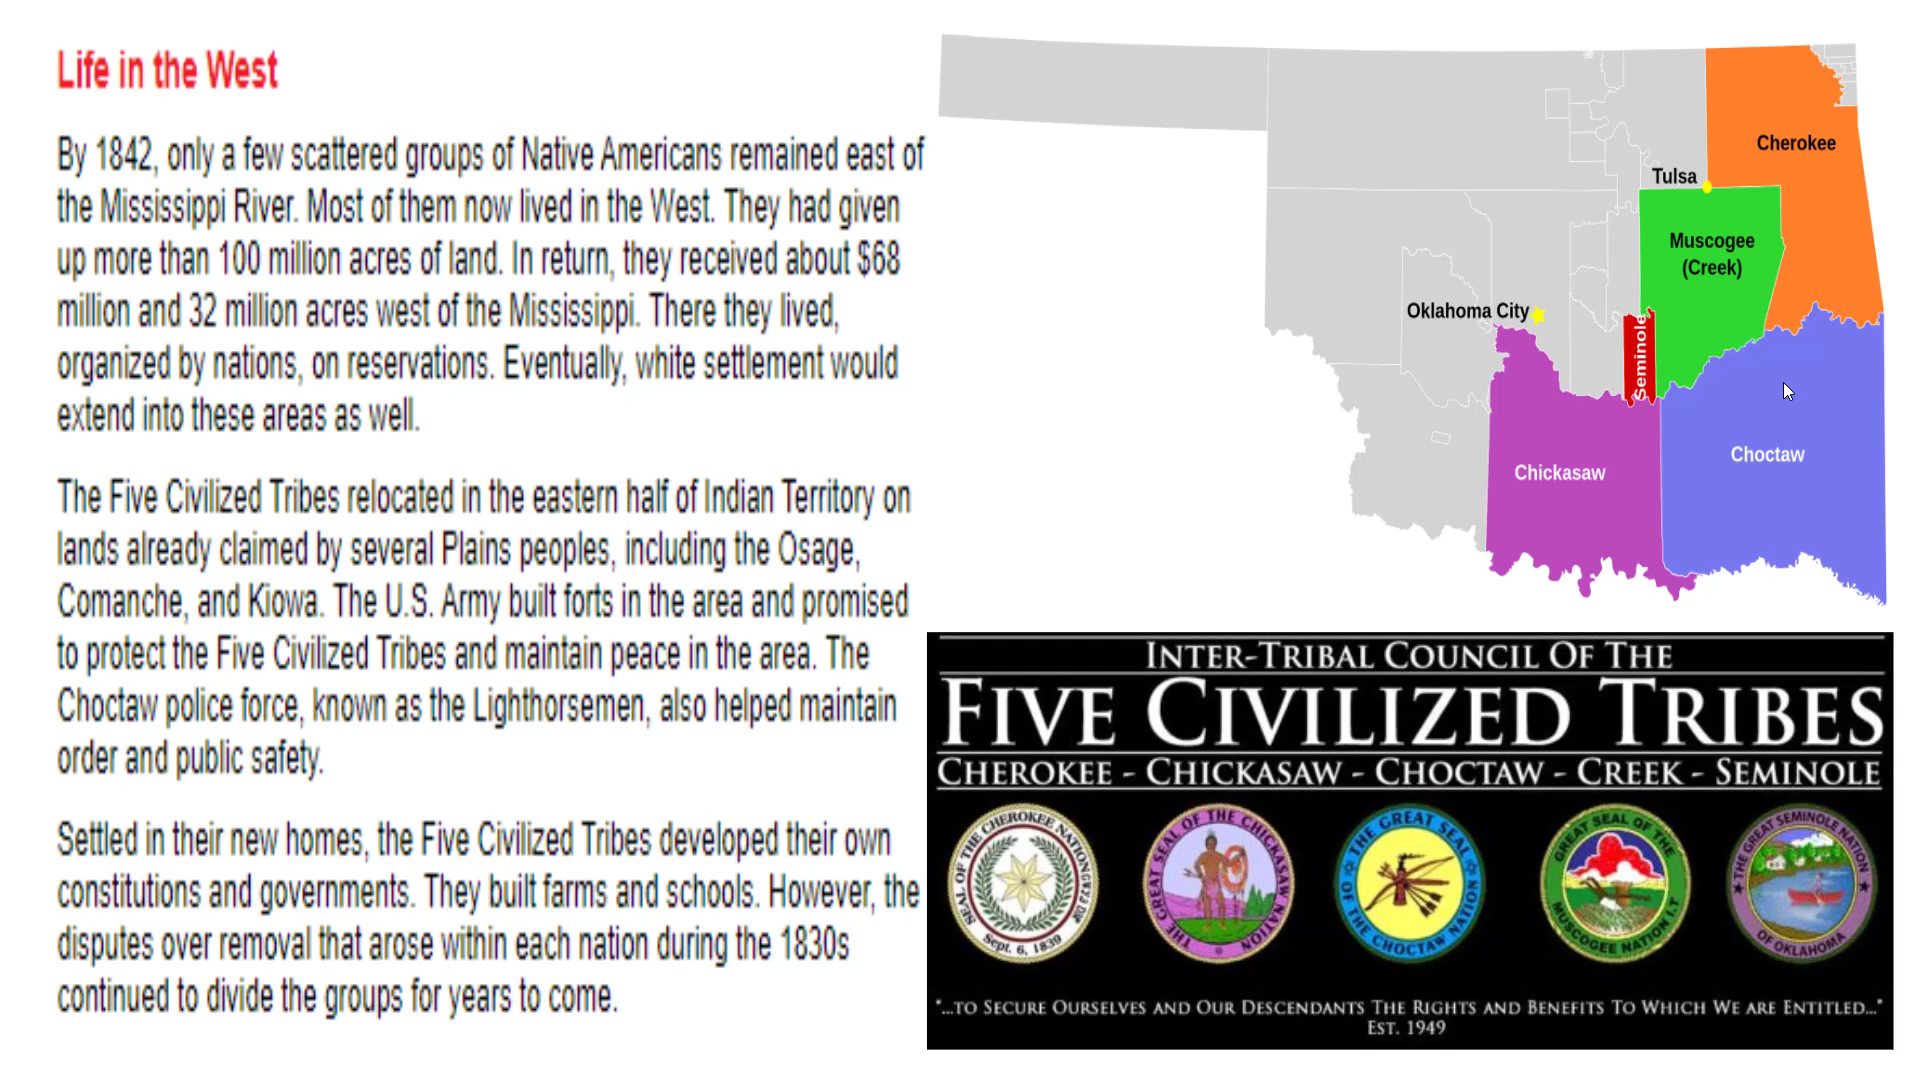 Life in the West
By 1842, only a few scattered groups of Native Americans remained east of
the Mississippi River. Most of them now lived in the West. They had given
up more than 100 million acres of land. In return, they received about $68
million and 32 million acres west of the Mississippi. There they lived,
organized by nations, on reservations. Eventually, white settlement would
extend into these areas as well.
The Five Civilized Tribes relocated in the eastern half of Indian Territory on
lands already claimed by several Plains peoples, including the Osage,
Comanche, and Kiowa. The U.S. Army built forts in the area and promised
to protect the Five Civilized Tribes and maintain peace in the area. The
Choctaw police force, known as the Lighthorsemen, also helped maintain
order and public safety.
Settled in their new homes, the Five Civilized Tribes developed their own
constitutions and governments. They built farms and schools. However, the
disputes over removal that arose within each nation during the 1830s
continued to divide the groups for years to come.
Cherokee
Tulsa
Muscogee
(Creek)
Oklahoma City
Seminole
Choctaw
Chickasaw
INTER-TRIBAL COUNCIL OF THE
FIVE CIVILIZED TRIBES
CHEROKEE - CHICKASAW - CHOCTAW - CREEK - SEMINOLE
SEAL OF THE CHEROKEE NATION
Sept. 6, 1839
THE GREAT SEAL OF THE CHICKASAW NATION
THE GREAT SEAL OF THE CHOCTAW NATION
GREAT SEAL OF THE MUSCOGEE NATION I.T
THE GREAT SEMINOLE NATION OF OKLAHOMA
"...TO SECURE OURSELVES AND OUR DESCENDANTS THE RIGHTS AND BENEFITS TO WHICH WE ARE ENTITLED..."
EST. 1949